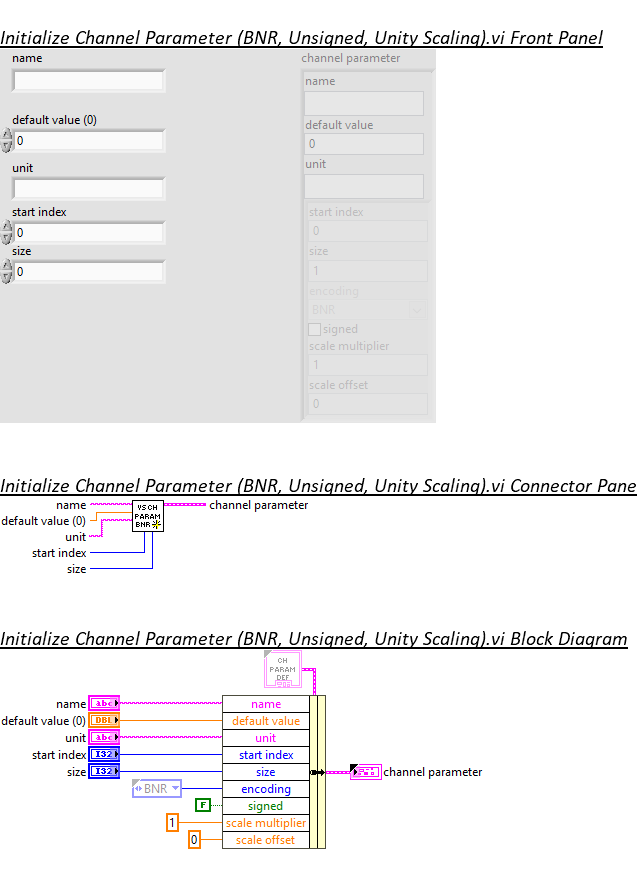 Initialize Channel Parameter (BNR, Unsigned, Unity Scaling).vi Front Panel
name
channel parameter
name
default value (0)
default value
0
0
unit
unit
start index
start index
0
0
size
size
0
1
encoding
BNR
signed
scale multiplier
1
scale offset
0
Initialize Channel Parameter (BNR, Unsigned, Unity Scaling).vi Connector Pane
name
VS CH
PARAM
BNR
channel parameter
default value (0)
unit
start index
size
Initialize Channel Parameter (BNR, Unsigned, Unity Scaling).vi Block Diagram
CH
PARAM
DEF
name abc name
default value (0) DBL default value
unit abc unit
start index I32 start index
size I32 size
channel parameter
BNR encoding
F signed
1 scale multiplier
0 scale offset